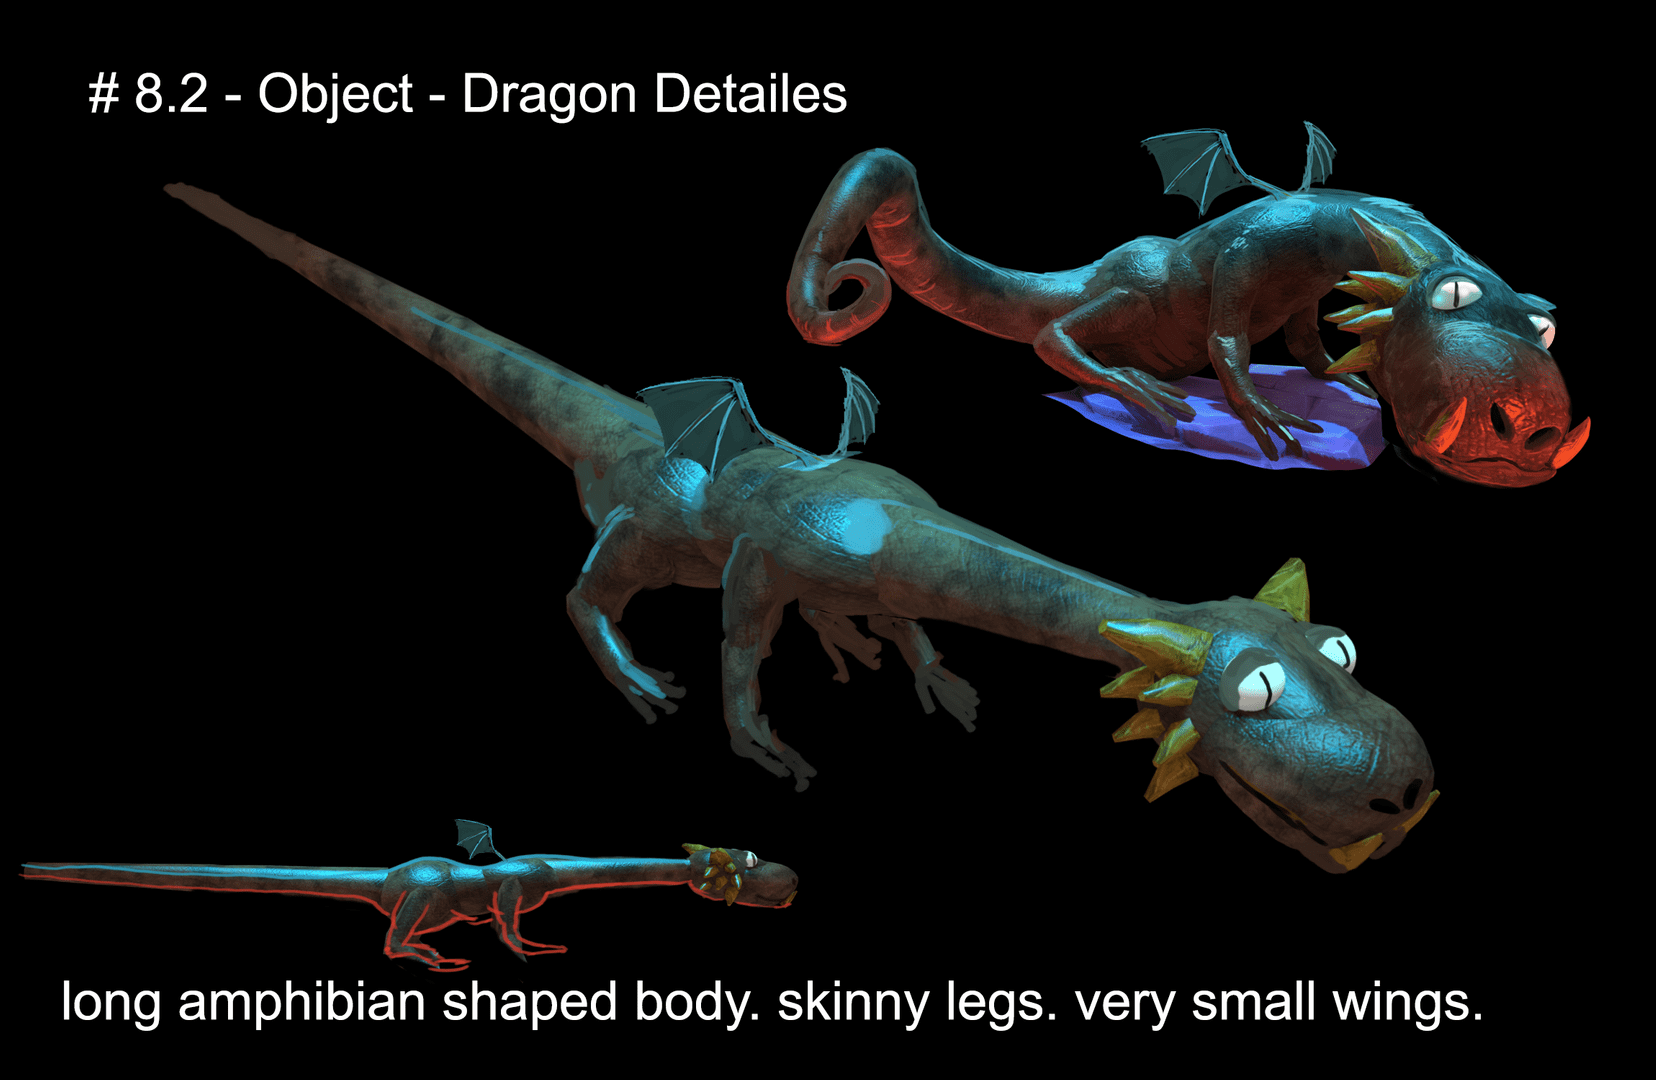 # 8.2 - Object - Dragon Detailes
long amphibian shaped body. skinny legs. very small wings.